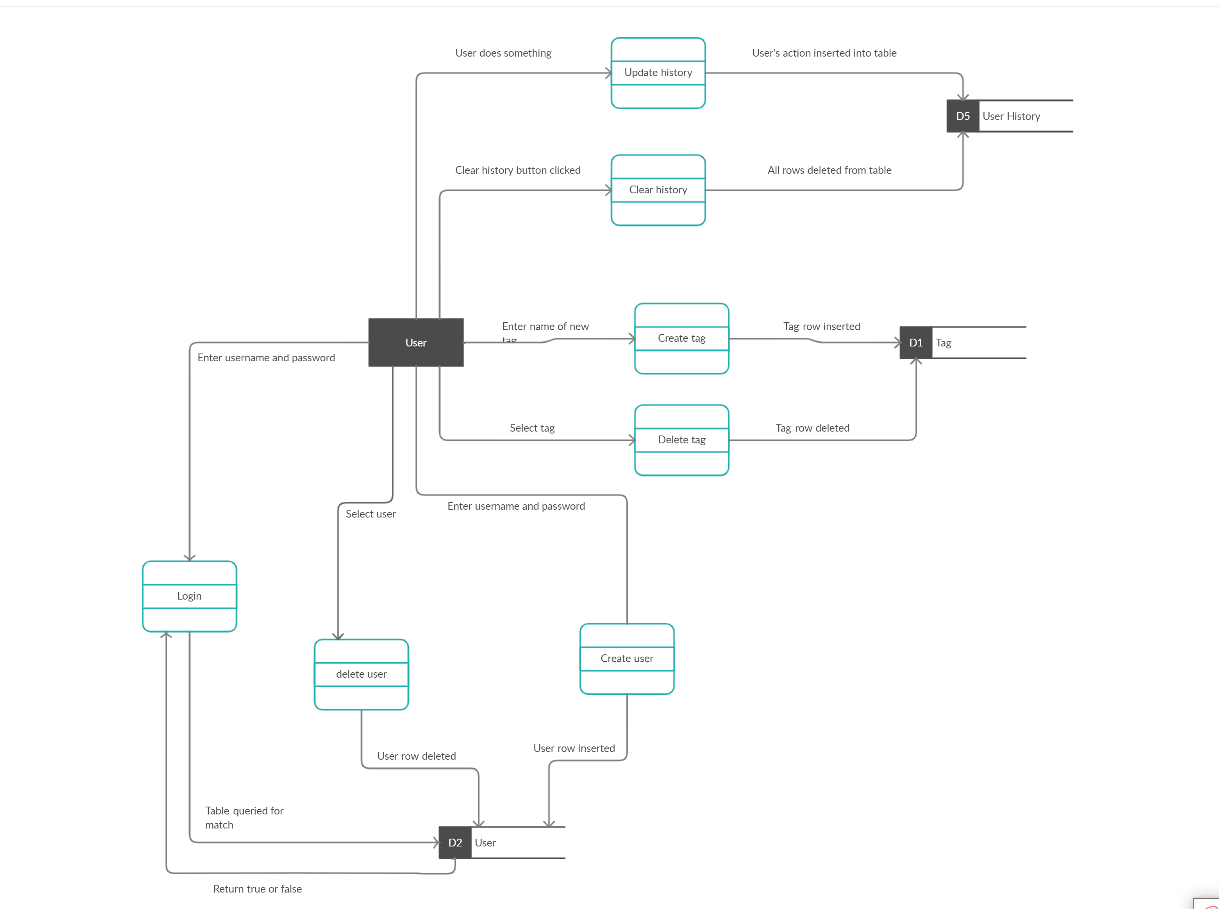 User does something
User's action inserted into table
Update history
D5
User History
Clear history button clicked
All rows deleted from table
Clear history
Enter name of new
tag
Tag row inserted
User
Create tag
D1
Tag
Enter username and password
Select tag
Tag row deleted
Delete tag
Select user
Enter username and password
Login
Create user
delete user
User row inserted
User row deleted
Table queried for
match
D2
User
Return true or false